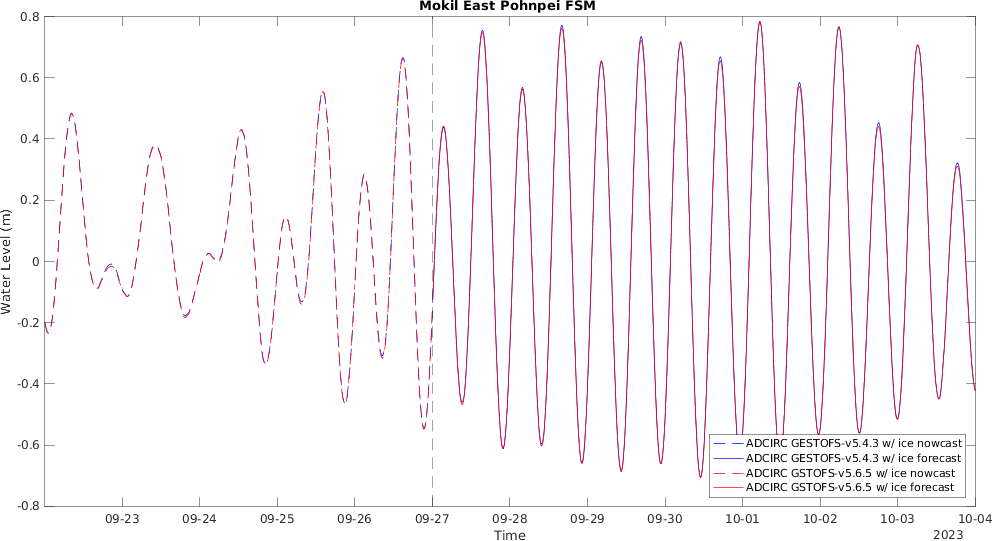 Mokil East Pohnpei FSM
0.8
0.6
0.4
0.2
0
-0.2
-0.4
-0.6
-0.8
Water Level (m)
ADCIRC GESTOFS-v5.4.3 w/ ice nowcast
ADCIRC GESTOFS-v5.4.3 w/ ice forecast
ADCIRC GSTOFS-v5.6.5 w/ ice nowcast
ADCIRC GSTOFS-v5.6.5 w/ ice forecast
09-23 09-24 09-25 09-26 09-27 09-28 09-29 09-30 10-01 10-02 10-03 10-04
Time
2023